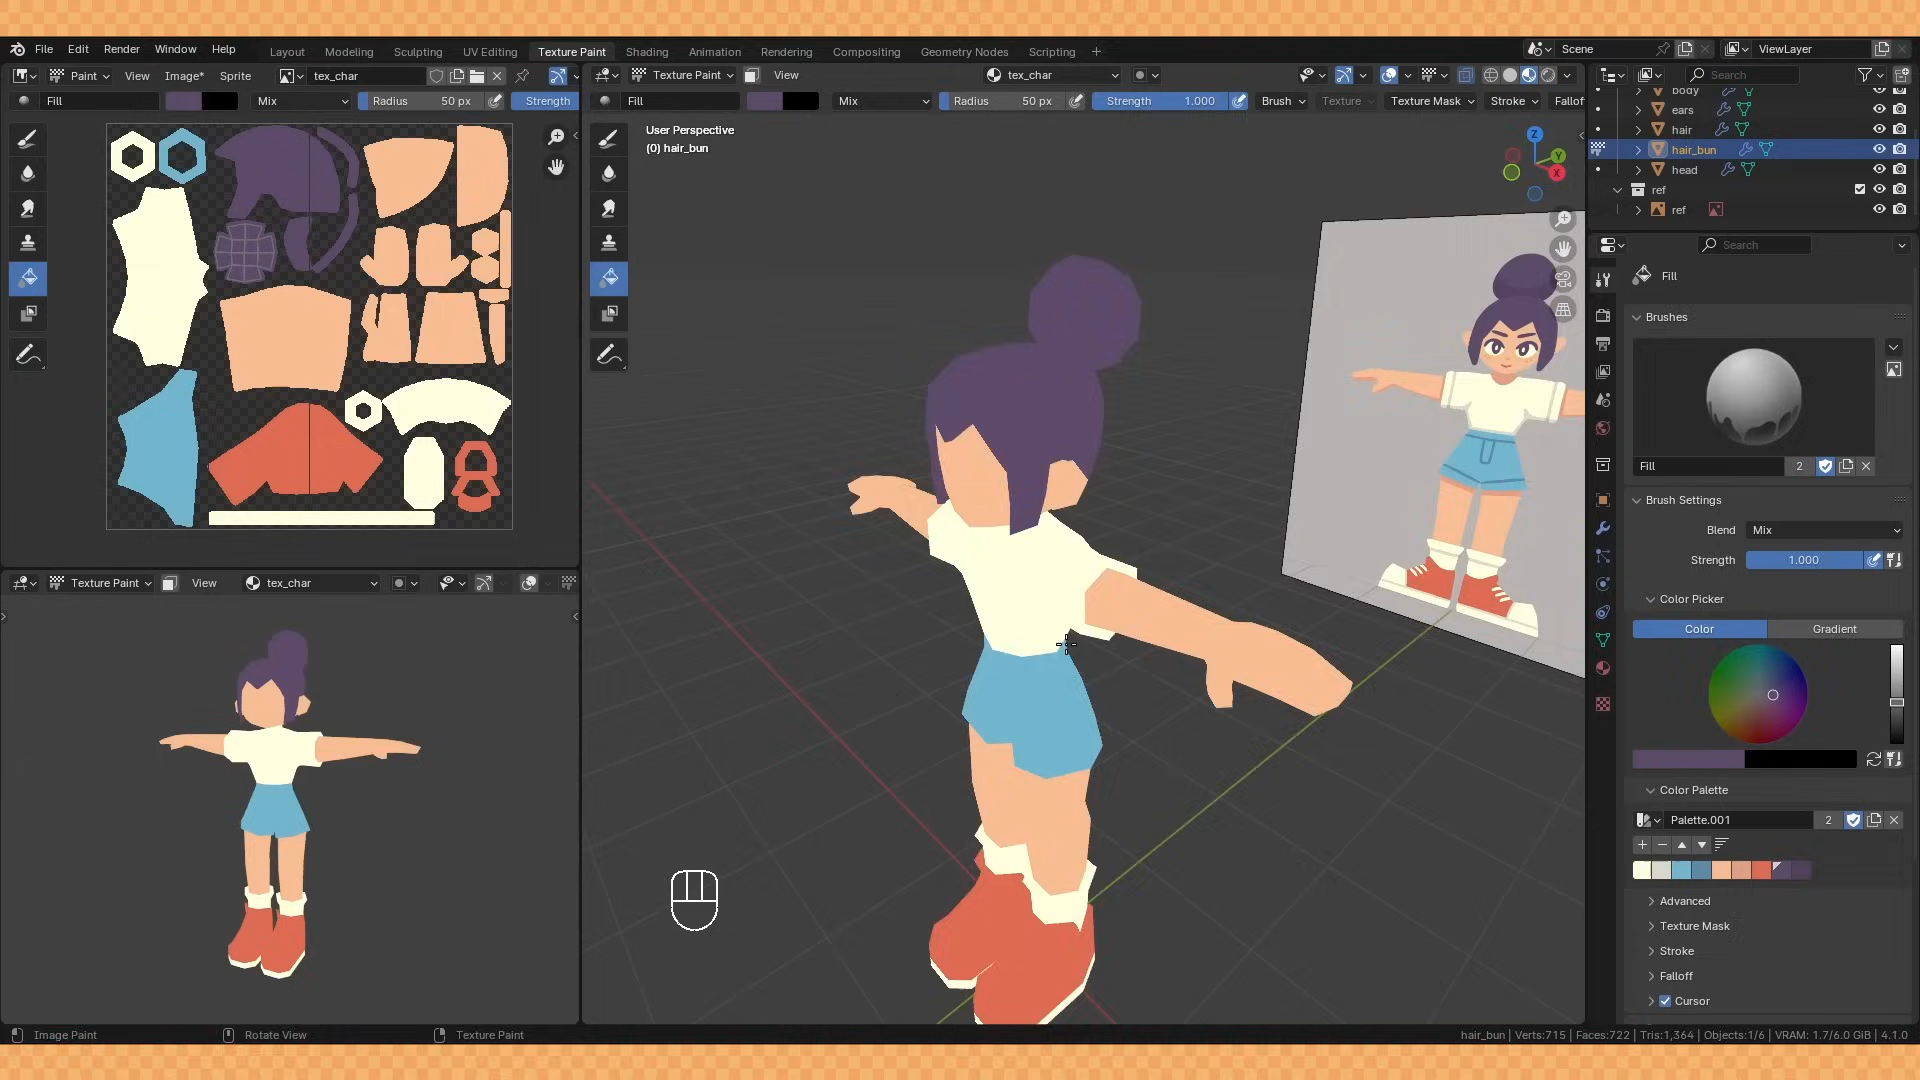 File Edit Render Window Help Layout Modeling Sculpting UV Editing Texture Paint Shading Animation Rendering Compositing Geometry Nodes Scripting + Scene ViewLayer
Paint View Image* Sprite tex_char Texture Paint View tex_char Search
Fill Mix Radius 50 px Strength Fill Mix Radius 50 px Strength 1.000 Brush Texture Texture Mask Stroke Fallof
body
ears
hair
hair_bun
head
ref
ref
User Perspective
(0) hair_bun
Z
Y
X
Search
Fill
Brushes
Fill 2
Brush Settings
Blend Mix
Strength 1.000
Color Picker
Color Gradient
Color Palette
Palette.001 2
Advanced
Texture Mask
Stroke
Falloff
Cursor
Texture Paint View tex_char
Image Paint Rotate View Texture Paint hair_bun | Verts:715 | Faces:722 | Tris:1,364 | Objects:1/6 | VRAM: 1.7/6.0 GiB | 4.1.0